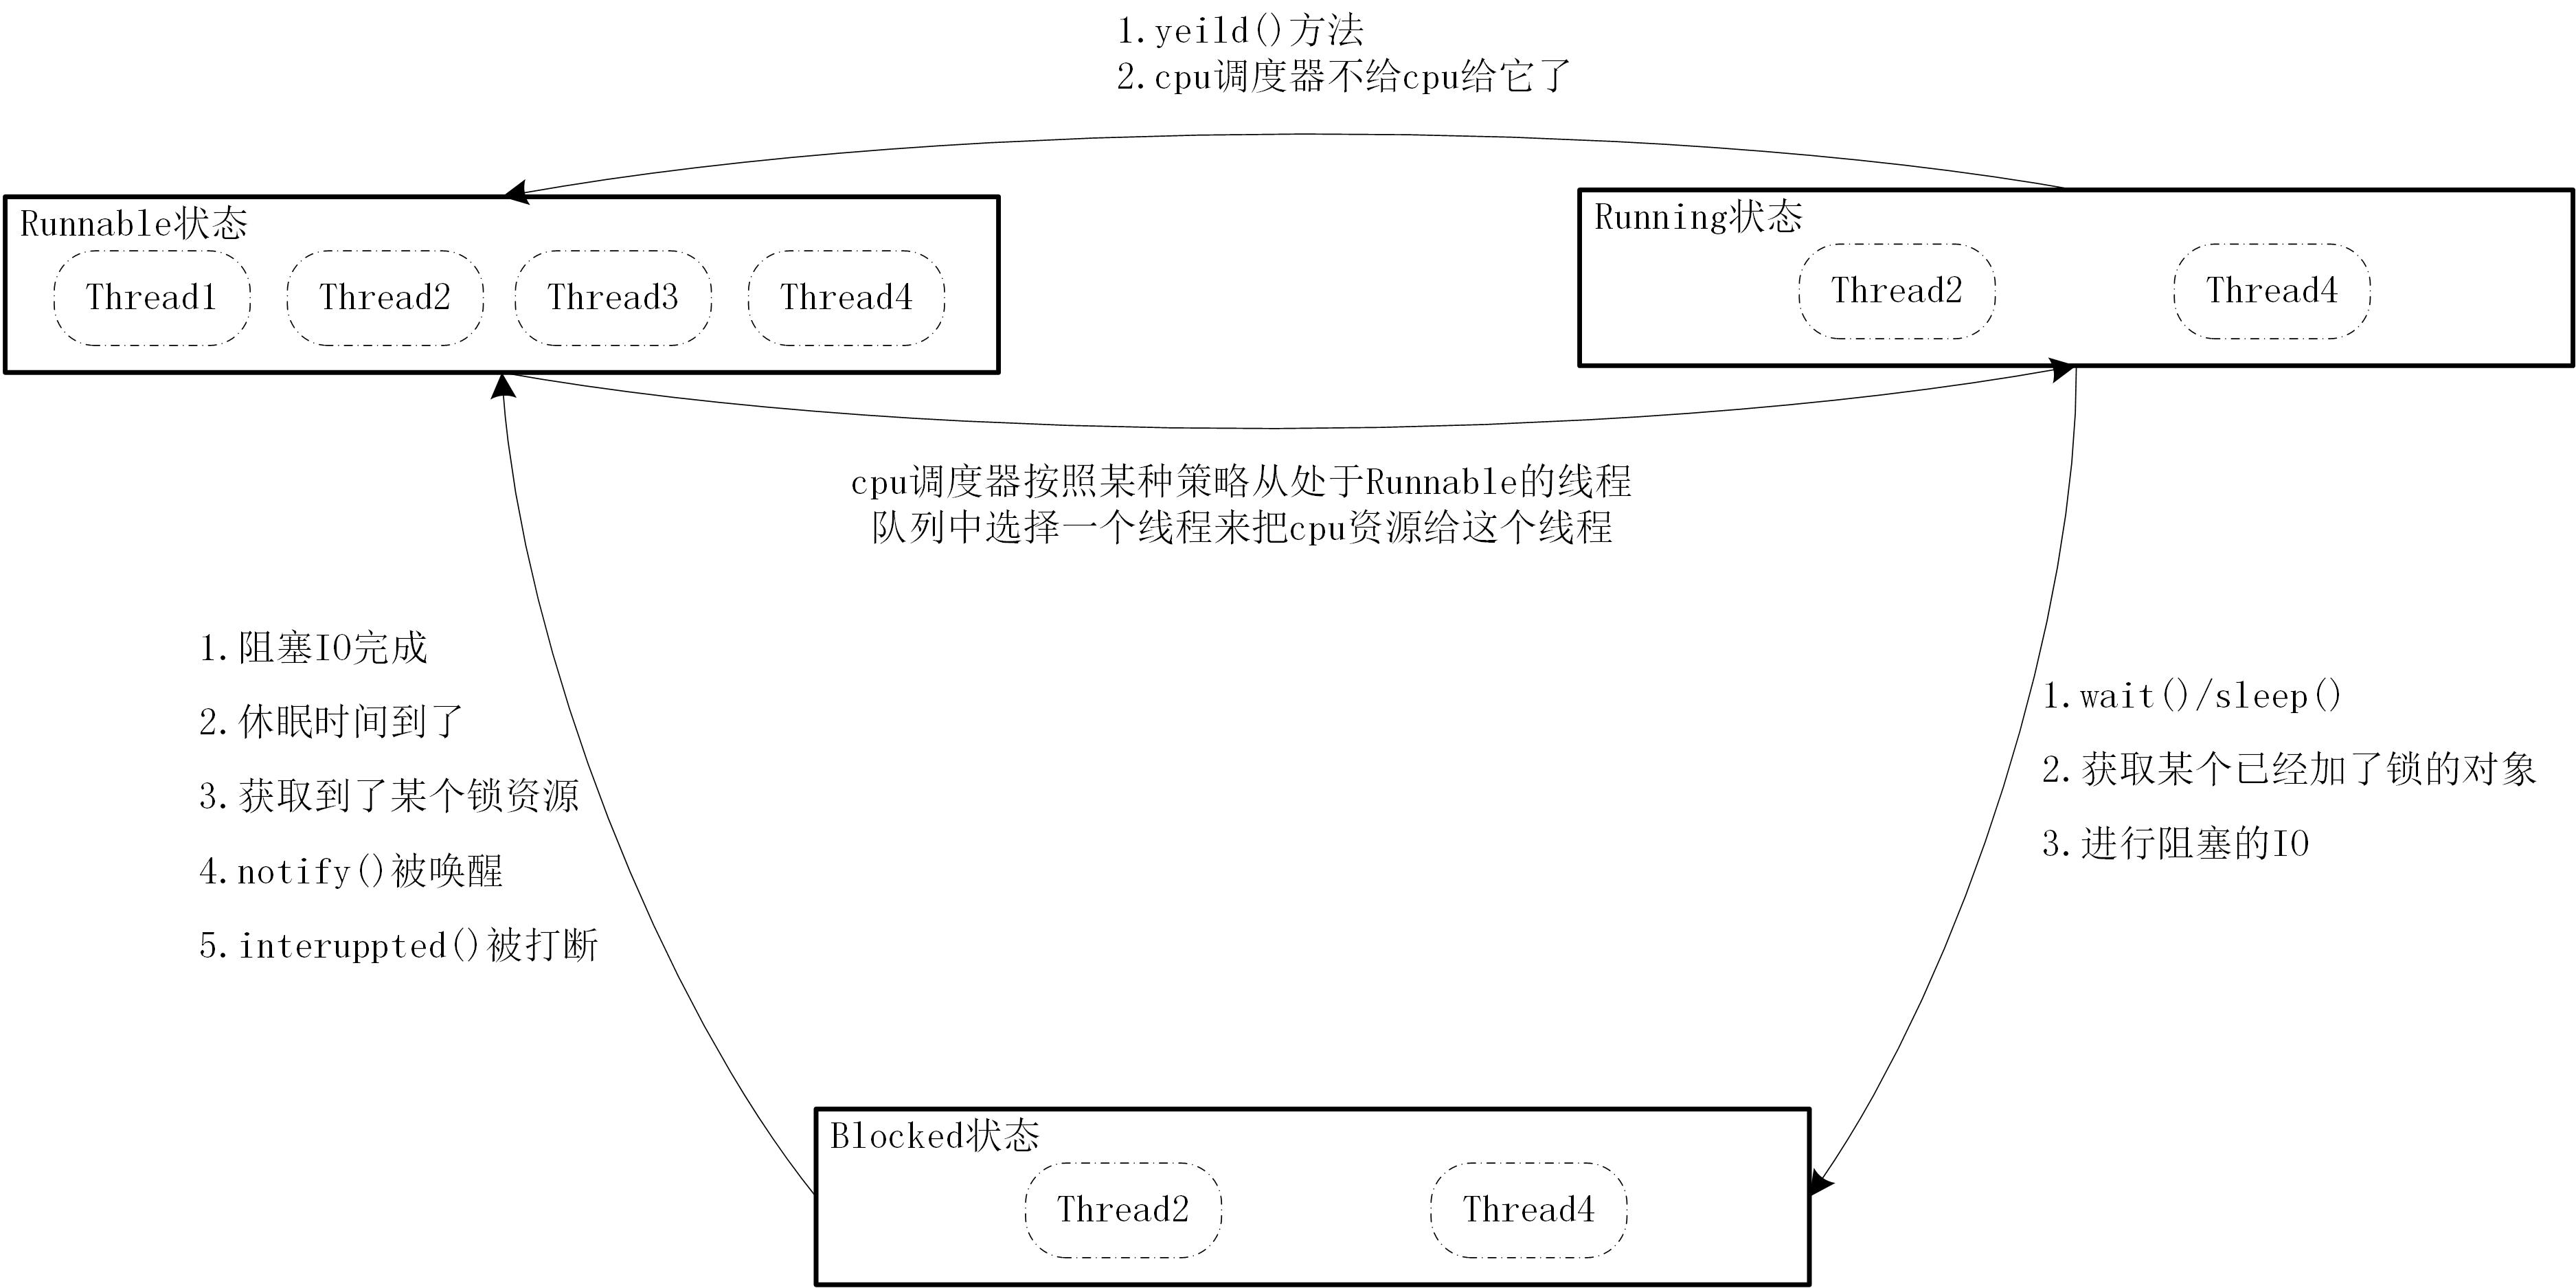 1.yeild()方法
2.cpu调度器不给cpu给它了
Runnable状态
Thread1
Thread2
Thread3
Thread4
Running状态
Thread2
Thread4
cpu调度器按照某种策略从处于Runnable的线程
队列中选择一个线程来把cpu资源给这个线程
1.阻塞IO完成
2.休眠时间到了
3.获取到了某个锁资源
4.notify()被唤醒
5.interuppted()被打断
1.wait()/sleep()
2.获取某个已经加了锁的对象
3.进行阻塞的IO
Blocked状态
Thread2
Thread4